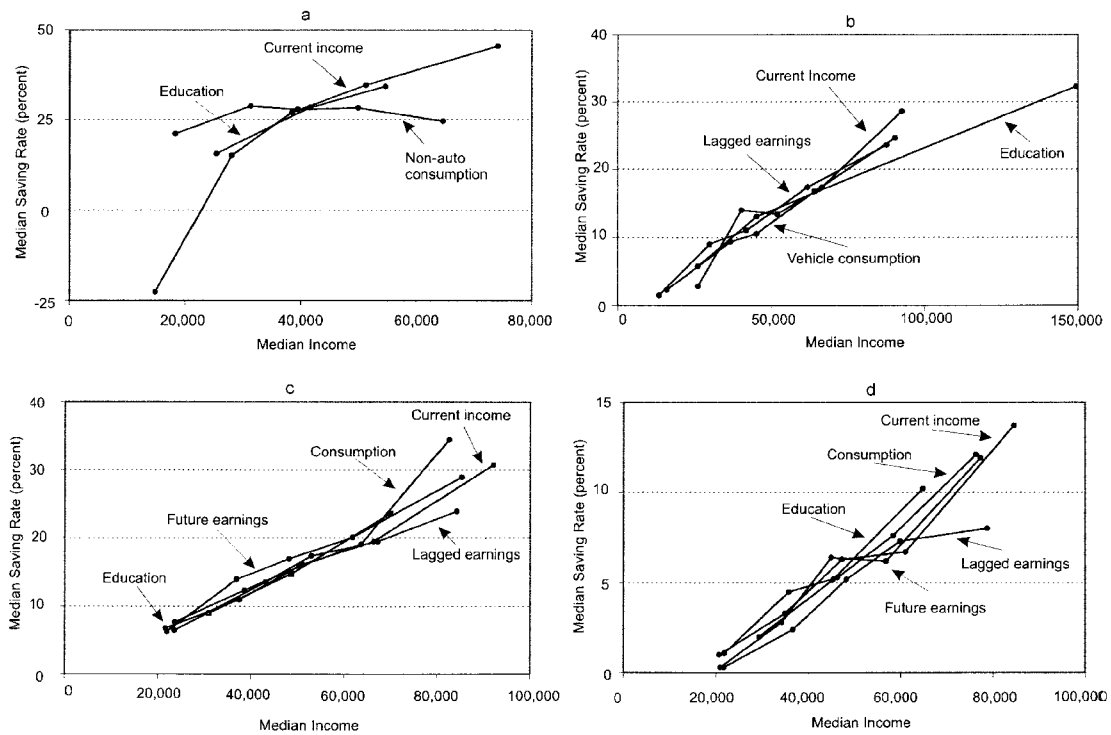 a
50
25
0
-25
Median Saving Rate (percent)
Current income
Education
Non-auto
consumption
0
20,000
40,000
60,000
80,000
Median Income
b
40
30
20
10
0
Median Saving Rate (percent)
Current Income
Lagged earnings
Education
Vehicle consumption
0
50,000
100,000
150,000
Median Income
c
40
30
20
10
0
Median Saving Rate (percent)
Current income
Consumption
Future earnings
Lagged earnings
Education
0
20,000
40,000
60,000
80,000
100,000
Median Income
d
15
10
5
0
Median Saving Rate (percent)
Current income
Consumption
Education
Lagged earnings
Future earnings
0
20,000
40,000
60,000
80,000
100,000
Median Income